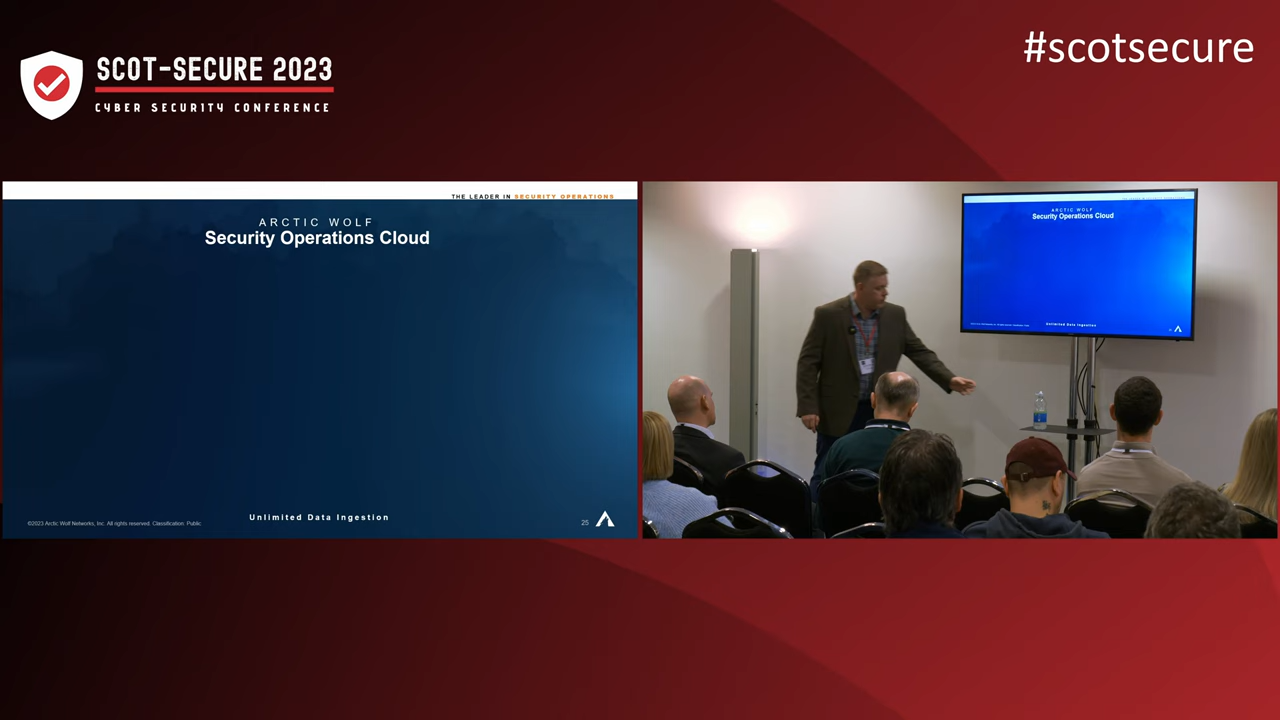 SCOT-SECURE 2023
CYBER SECURITY CONFERENCE
#scotsecure
THE LEADER IN SECURITY OPERATIONS
ARCTIC WOLF
Security Operations Cloud
Unlimited Data Ingestion
©2023 Arctic Wolf Networks, Inc. All rights reserved. Classification: Public
25
ARCTIC WOLF
Security Operations Cloud
Unlimited Data Ingestion